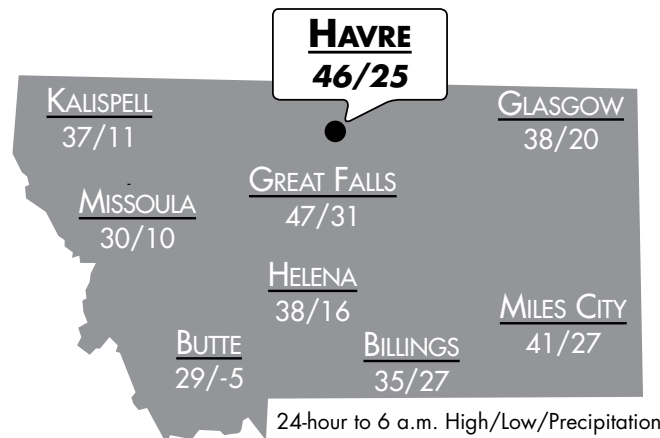 HAVRE
46/25
KALISPELL
37/11
GLASGOW
38/20
GREAT FALLS
47/31
MISSOULA
30/10
HELENA
38/16
MILES CITY
41/27
BUTTE
29/-5
BILLINGS
35/27
24-hour to 6 a.m. High/Low/Precipitation